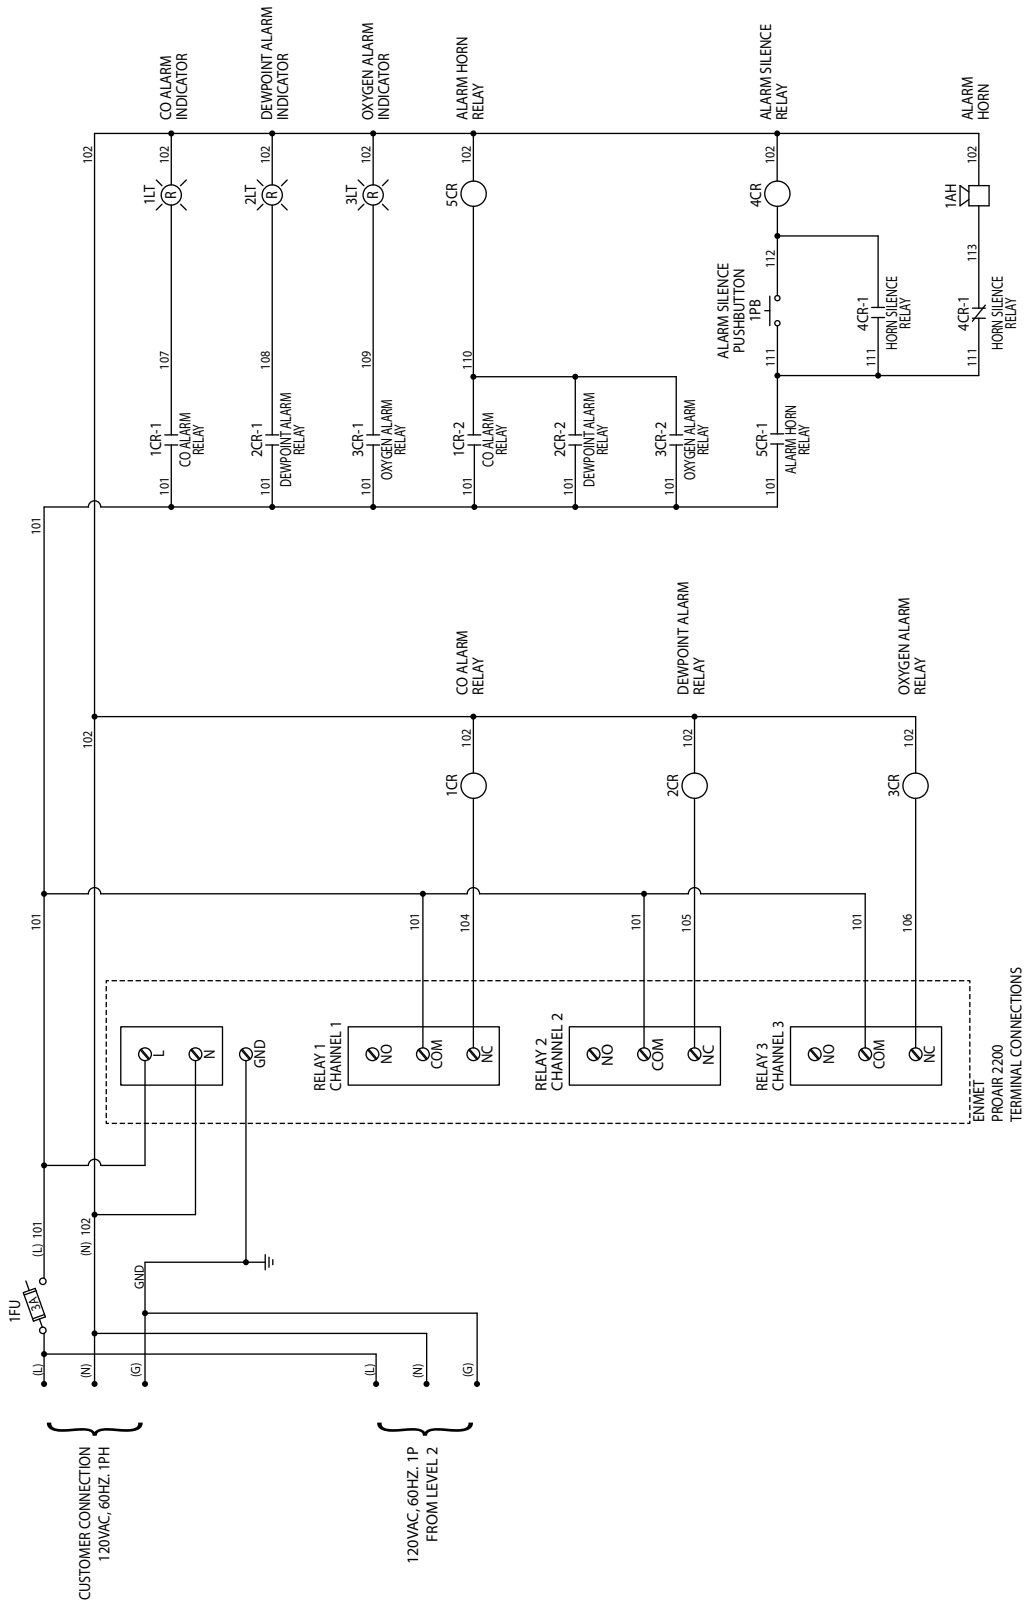 CUSTOMER CONNECTION
120VAC, 60HZ. 1PH
(L)
(N)
(G)
1FU
3A
(L) 101
(N) 102
GND
120VAC, 60HZ. 1P
FROM LEVEL 2
(L)
(N)
(G)
L
N
GND
RELAY 1
CHANNEL 1
NO
COM
NC
RELAY 2
CHANNEL 2
NO
COM
NC
RELAY 3
CHANNEL 3
NO
COM
NC
ENMET
PROAIR 2200
TERMINAL CONNECTIONS
101
101
104
101
105
101
106
102
1CR
102
CO ALARM
RELAY
2CR
102
DEWPOINT ALARM
RELAY
3CR
102
OXYGEN ALARM
RELAY
101
102
101
1CR-1
CO ALARM
RELAY
107
1LT
R
102
CO ALARM
INDICATOR
101
2CR-1
DEWPOINT ALARM
RELAY
108
2LT
R
102
DEWPOINT ALARM
INDICATOR
101
3CR-1
OXYGEN ALARM
RELAY
109
3LT
R
102
OXYGEN ALARM
INDICATOR
101
1CR-2
CO ALARM
RELAY
110
5CR
102
ALARM HORN
RELAY
101
2CR-2
DEWPOINT ALARM
RELAY
101
3CR-2
OXYGEN ALARM
RELAY
101
5CR-1
ALARM HORN
RELAY
111
ALARM SILENCE
PUSHBUTTON
1PB
112
4CR
102
ALARM SILENCE
RELAY
111
4CR-1
HORN SILENCE
RELAY
111
4CR-1
HORN SILENCE
RELAY
113
1AH
102
ALARM
HORN